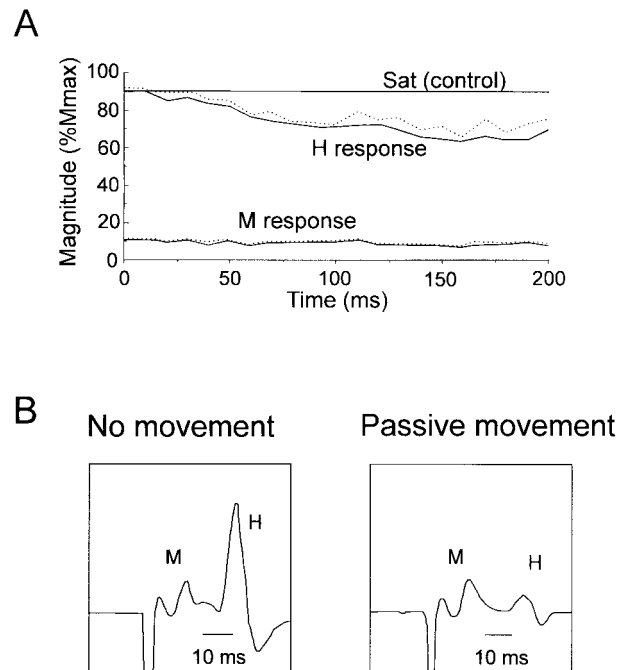 A
100
80
60
40
20
0
Magnitude (%Mmax)
Sat (control)
H response
M response
0 50 100 150 200
Time (ms)
B
No movement
Passive movement
M
H
10 ms
M
H
10 ms